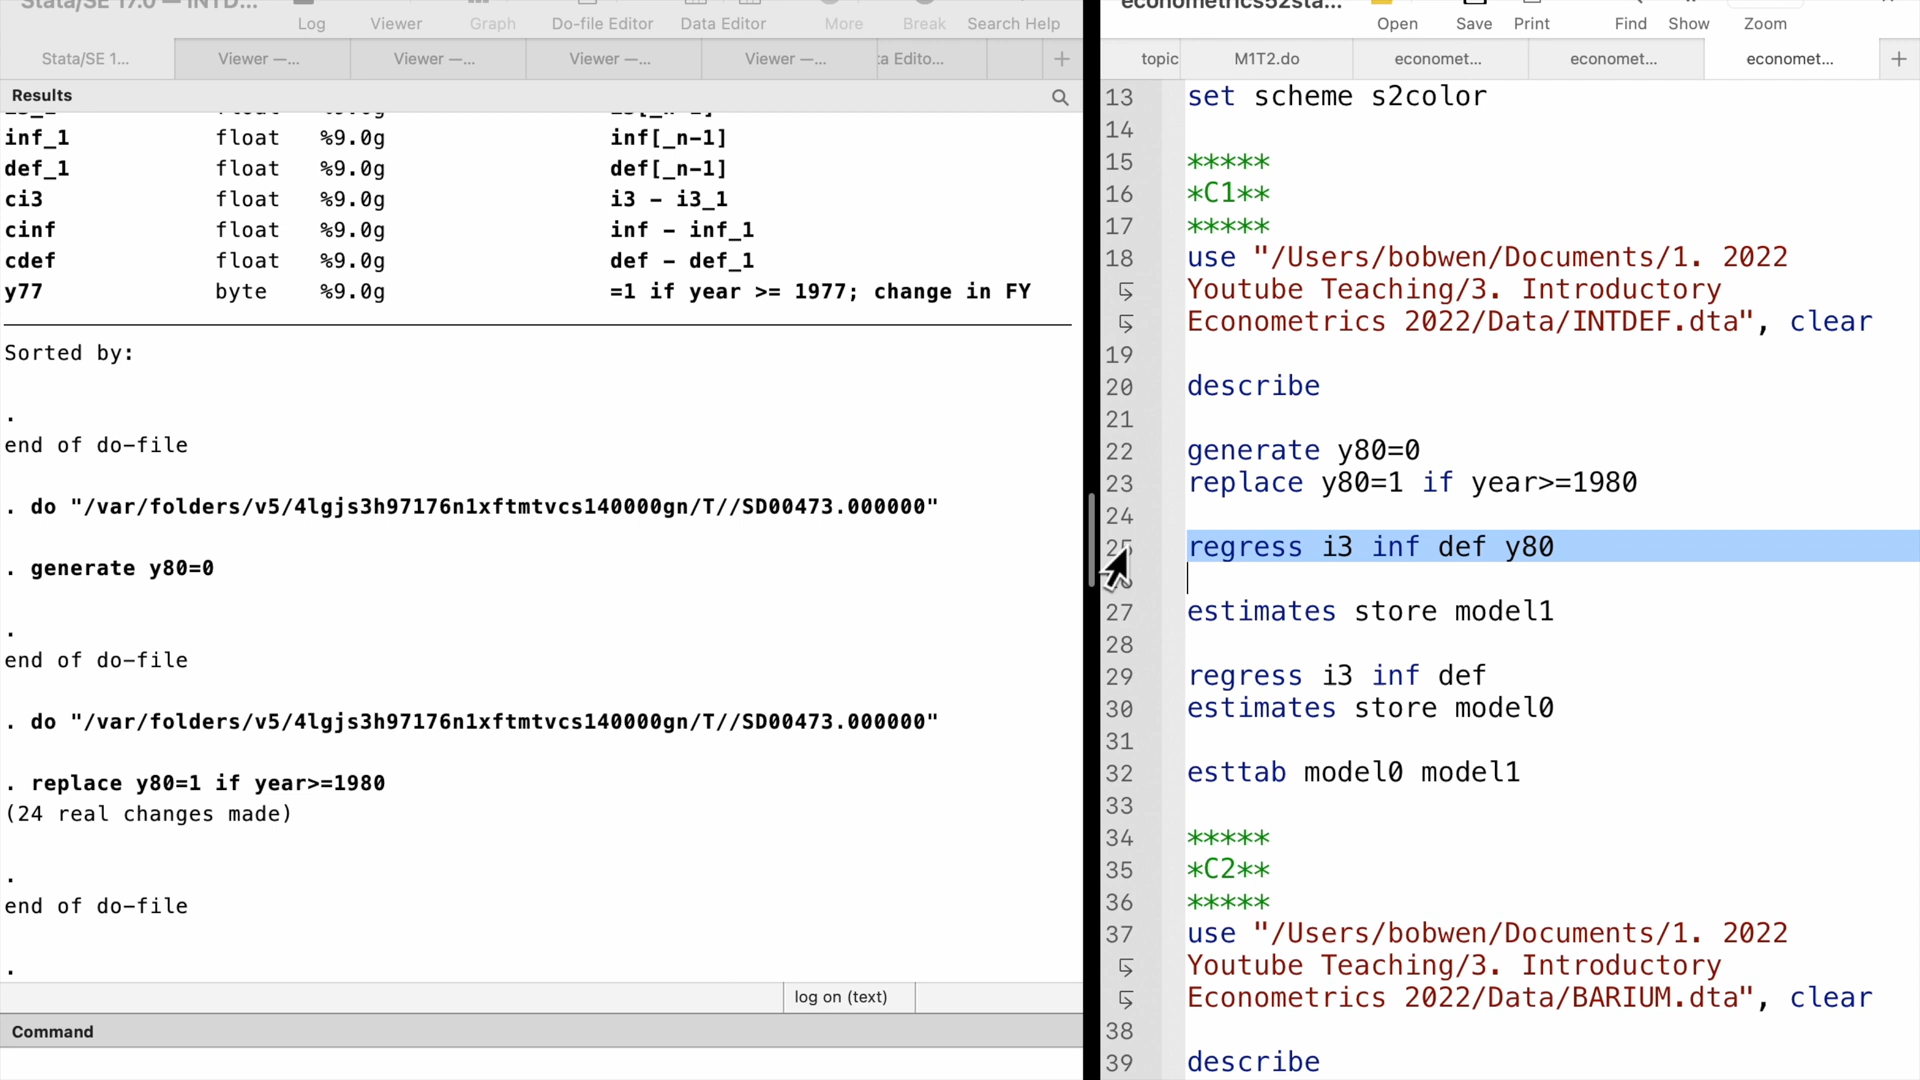 Stata/SE 17.0 — INTD...
Log Viewer Graph Do-file Editor Data Editor More Break Search Help
Stata/SE 1... Viewer —... Viewer —... Viewer —... Viewer —... ta Edito... +
Results
inf_1 float %9.0g inf[_n-1]
def_1 float %9.0g def[_n-1]
ci3 float %9.0g i3 - i3_1
cinf float %9.0g inf - inf_1
cdef float %9.0g def - def_1
y77 byte %9.0g =1 if year >= 1977; change in FY
Sorted by:
.
end of do-file
. do "/var/folders/v5/4lgjs3h97176n1xftmtvcs140000gn/T//SD00473.000000"
. generate y80=0
.
end of do-file
. do "/var/folders/v5/4lgjs3h97176n1xftmtvcs140000gn/T//SD00473.000000"
. replace y80=1 if year>=1980
(24 real changes made)
.
end of do-file
.
log on (text)
Command
econometrics52sta...
Open Save Print Find Show Zoom
topic M1T2.do economet... economet... economet... +
13 set scheme s2color
14
15 *****
16 *C1**
17 *****
18 use "/Users/bobwen/Documents/1. 2022
Youtube Teaching/3. Introductory
Econometrics 2022/Data/INTDEF.dta", clear
19
20 describe
21
22 generate y80=0
23 replace y80=1 if year>=1980
24
25 regress i3 inf def y80
27 estimates store model1
28
29 regress i3 inf def
30 estimates store model0
31
32 esttab model0 model1
33
34 *****
35 *C2**
36 *****
37 use "/Users/bobwen/Documents/1. 2022
Youtube Teaching/3. Introductory
Econometrics 2022/Data/BARIUM.dta", clear
38
39 describe